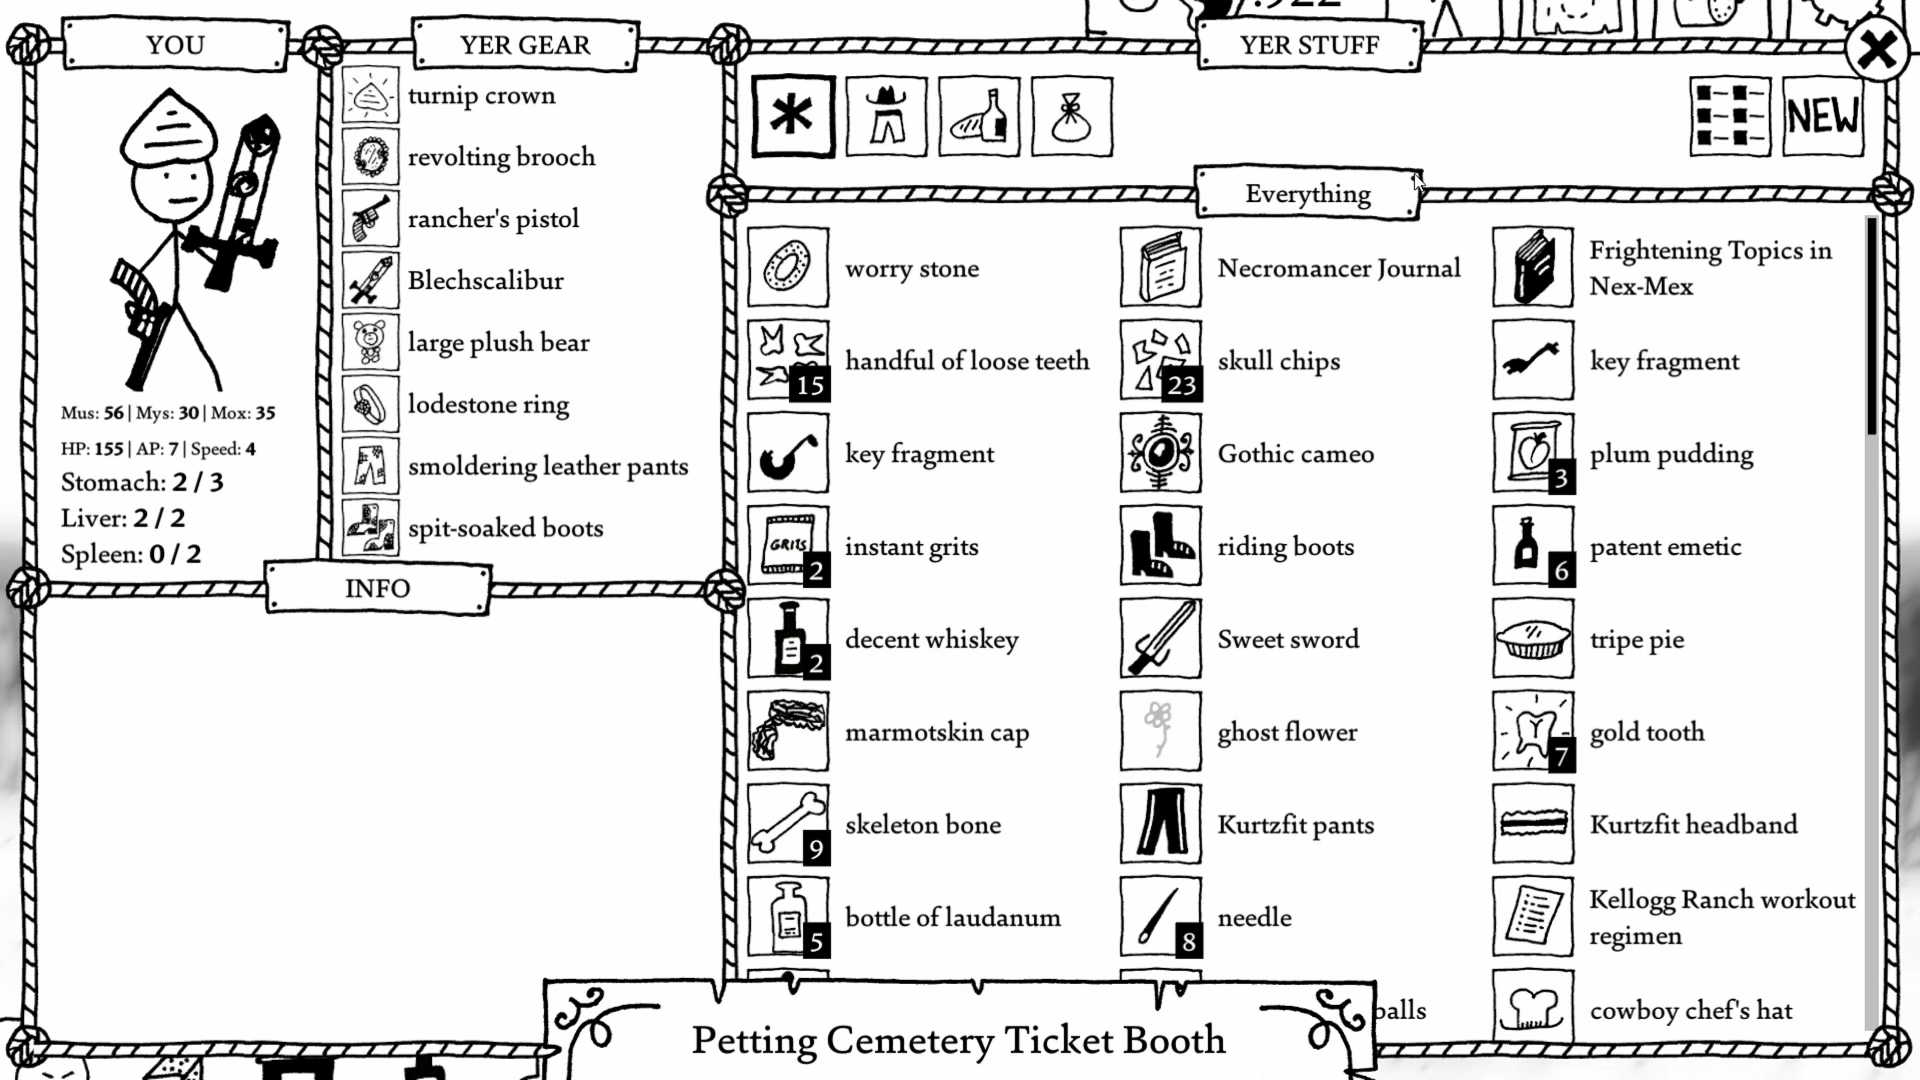 YOU
YER GEAR
YER STUFF
turnip crown
revolting brooch
rancher's pistol
Blechscalibur
large plush bear
lodestone ring
smoldering leather pants
spit-soaked boots
Mus: 56 | Mys: 30 | Mox: 35
HP: 155 | AP: 7 | Speed: 4
Stomach: 2 / 3
Liver: 2 / 2
Spleen: 0 / 2
INFO
NEW
Everything
worry stone
Necromancer Journal
Frightening Topics in
Nex-Mex
15
handful of loose teeth
23
skull chips
key fragment
key fragment
Gothic cameo
3
plum pudding
GRITS
2
instant grits
riding boots
6
patent emetic
2
decent whiskey
Sweet sword
tripe pie
marmotskin cap
ghost flower
7
gold tooth
9
skeleton bone
Kurtzfit pants
Kurtzfit headband
5
bottle of laudanum
8
needle
Kellogg Ranch workout
regimen
balls
cowboy chef's hat
Petting Cemetery Ticket Booth